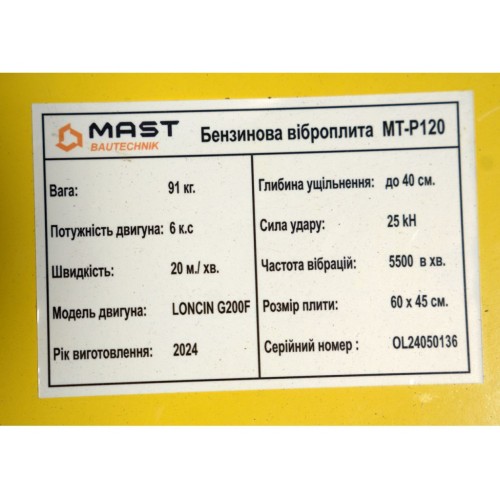 MAST
BAUTECHNIK
Бензинова віброплита МТ-Р120
Вага: 91 кг.
Потужність двигуна: 6 к.с
Швидкість: 20 м./ хв.
Модель двигуна: LONCIN G200F
Рік виготовлення: 2024
Глибина ущільнення: до 40 см.
Сила удару: 25 kH
Частота вібрацій: 5500 в хв.
Розмір плити: 60 х 45 см.
Серійний номер : OL24050136